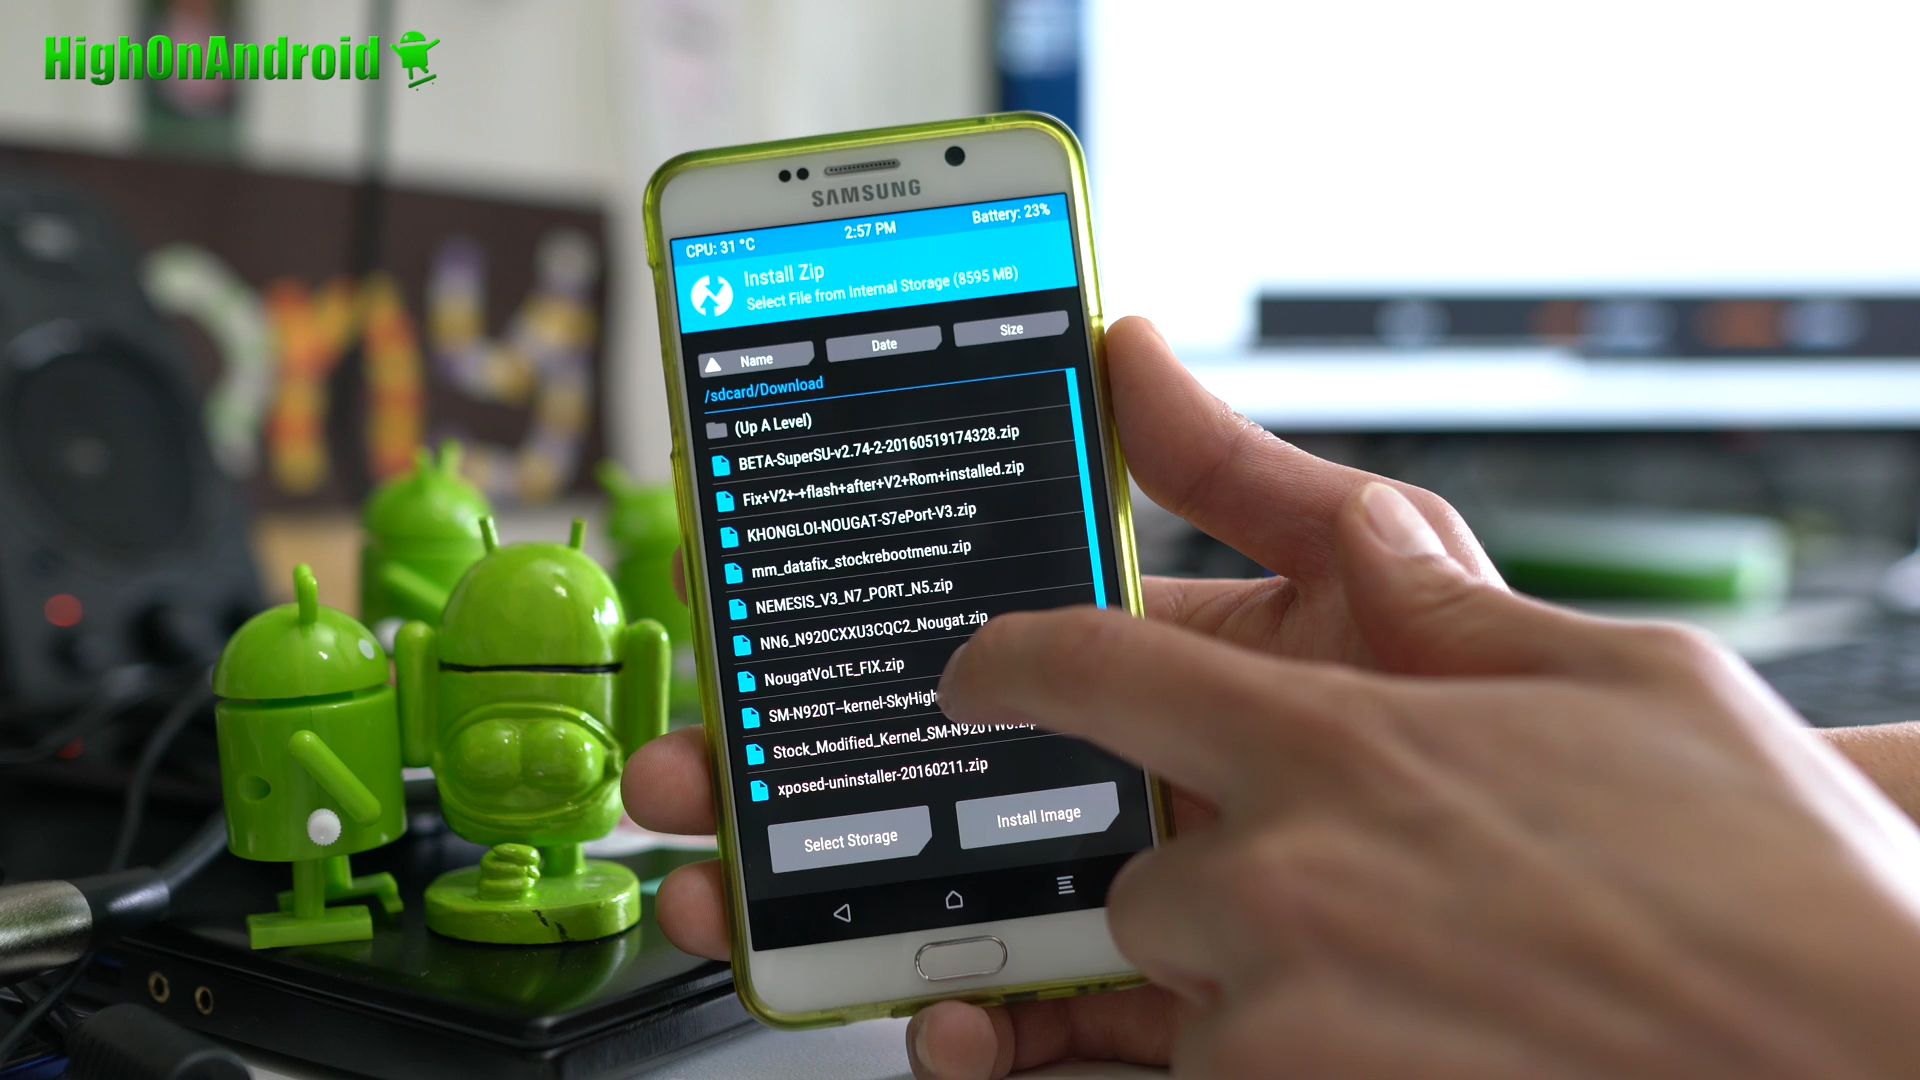 HighOnAndroid
SAMSUNG
CPU: 31 °C 2:57 PM Battery: 23%
Install Zip
Select File from Internal Storage (8595 MB)
Name Date Size
/sdcard/Download
(Up A Level)
BETA-SuperSU-v2.74-2-20160519174328.zip
Fix+V2+-+flash+after+V2+Rom+installed.zip
KHONGLOI-NOUGAT-S7ePort-V3.zip
mm_datafix_stockrebootmenu.zip
NEMESIS_V3_N7_PORT_N5.zip
NN6_N920CXXU3CQC2_Nougat.zip
NougatVoLTE_FIX.zip
SM-N920T--kernel-SkyHigh
Stock_Modified_Kernel_SM-N920TW8.zip
xposed-uninstaller-20160211.zip
Select Storage Install Image